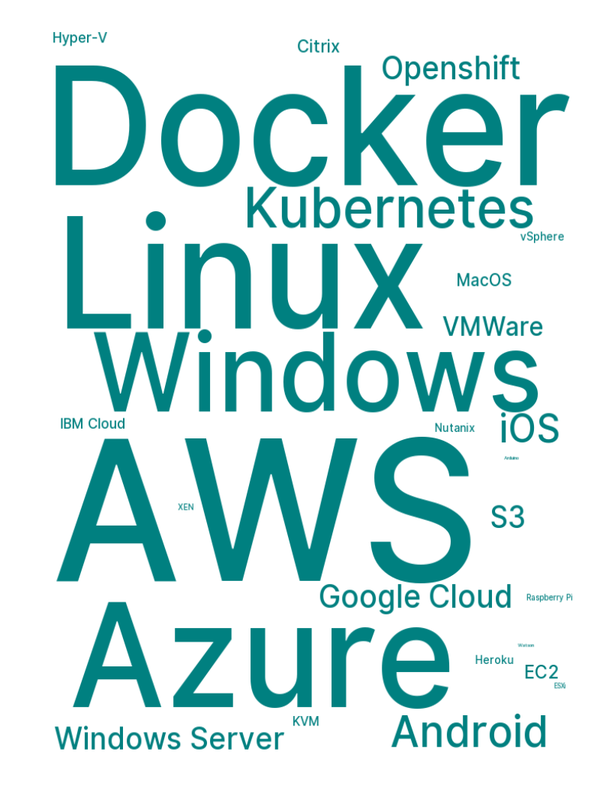 Hyper-V
Citrix
Openshift
Docker
Kubernetes
vSphere
Linux
MacOS
VMWare
Windows
iOS
IBM Cloud
Nutanix
Arduino
AWS
XEN
S3
Google Cloud
Raspberry Pi
Azure
Heroku
EC2
ESXi
KVM
Android
Windows Server